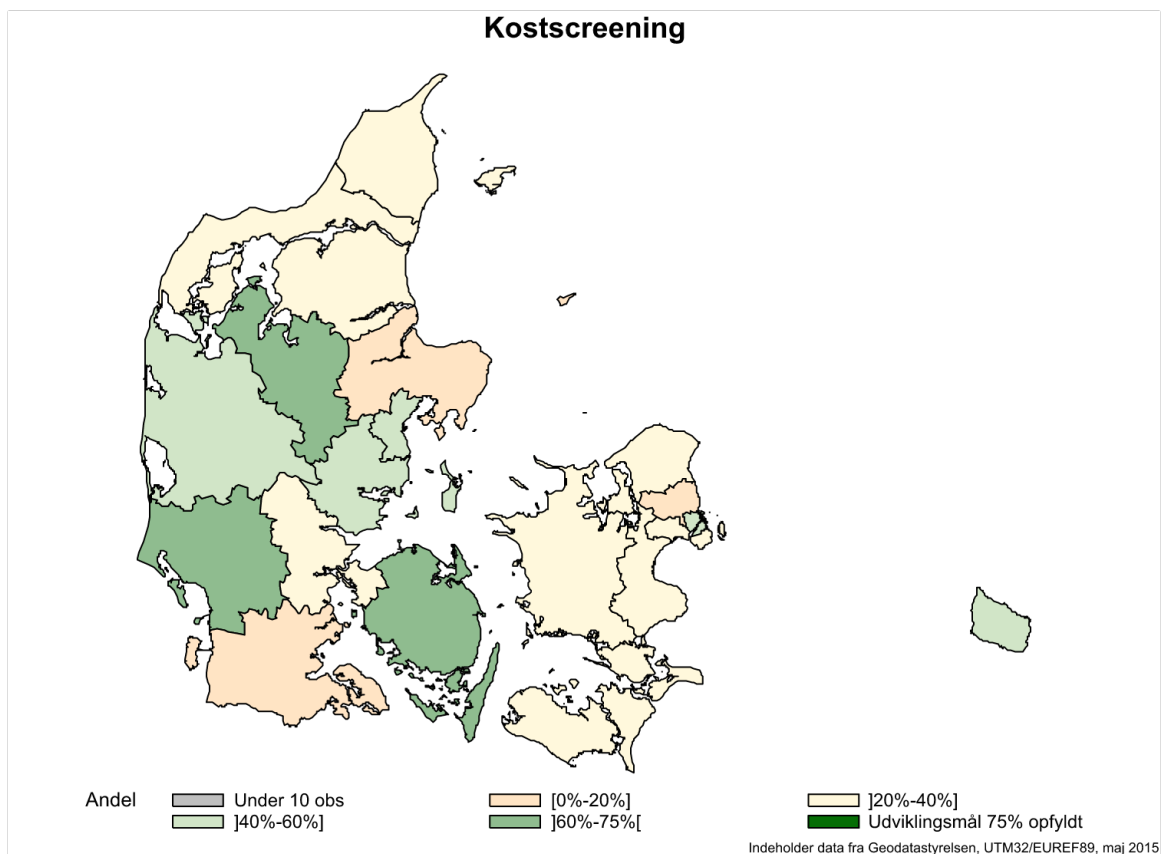 Kostscreening
Andel Under 10 obs [0%-20%] ]20%-40%]
]40%-60%] ]60%-75%[ Udviklingsmål 75% opfyldt
Indeholder data fra Geodatastyrelsen, UTM32/EUREF89, maj 2015